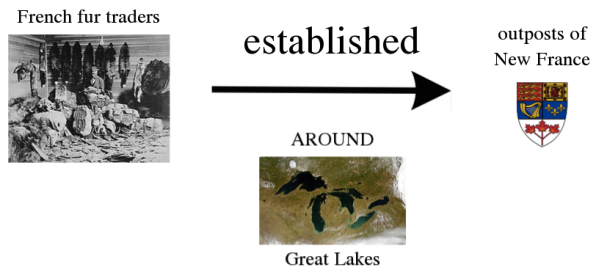 French fur traders
established
outposts of
New France
AROUND
Great Lakes